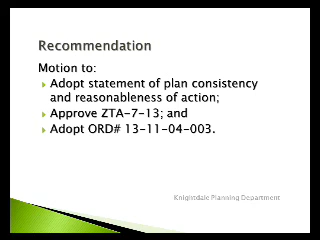 Recommendation
Motion to:
Adopt statement of plan consistency
and reasonableness of action;
Approve ZTA-7-13; and
Adopt ORD# 13-11-04-003.
Knightdale Planning Department